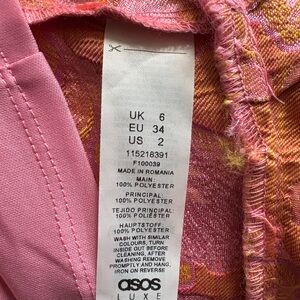 UK 6
EU 34
US 2
115218391
F100039
MADE IN ROMANIA
MAIN:
100% POLYESTER
PRINCIPAL:
100% POLYESTER
TEJIDO PRINCIPAL:
100% POLYESTER
HAUPTSTOFF:
100% POLYESTER
WASH WITH SIMILAR
COLOURS, TURN
INSIDE OUT BEFORE
CLEANING, AFTER
WASHING REMOVE
PROMPTLY AND HANG,
IRON ON REVERSE
asos
LUXE